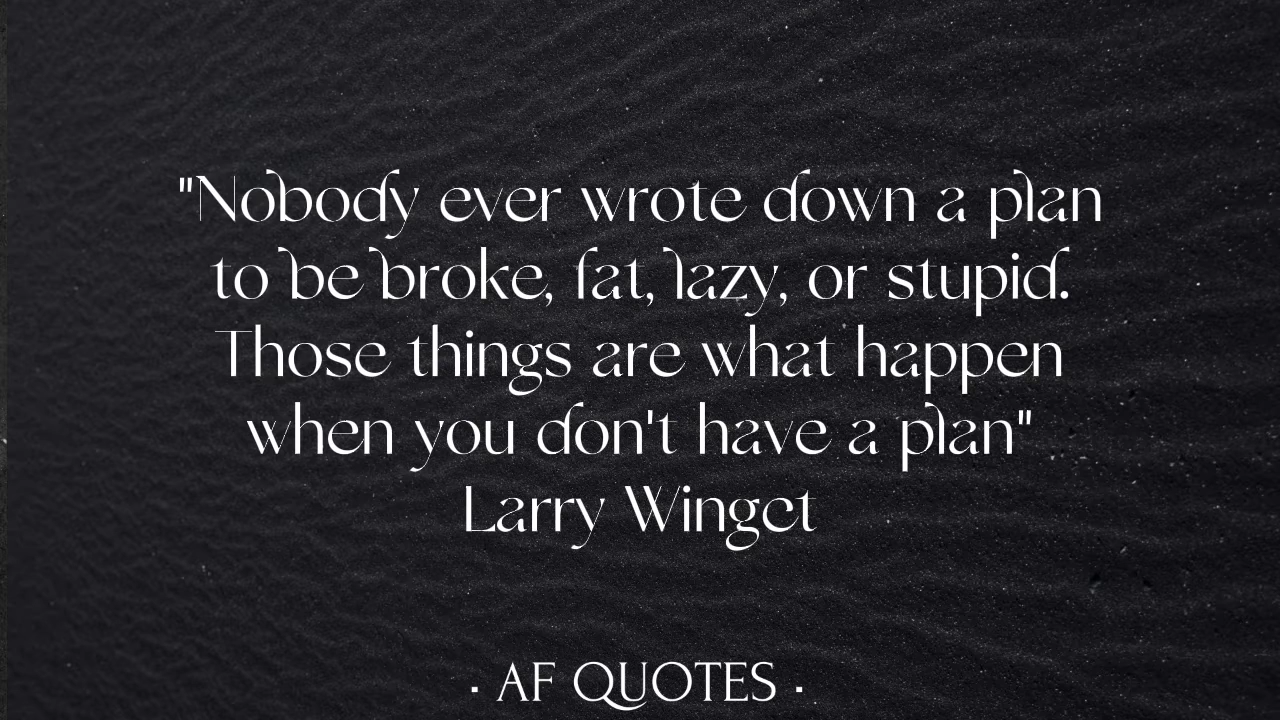 "Nobody ever wrote down a plan
to be broke, fat, lazy, or stupid.
Those things are what happen
when you don't have a plan"
Larry Winget
· AF QUOTES ·